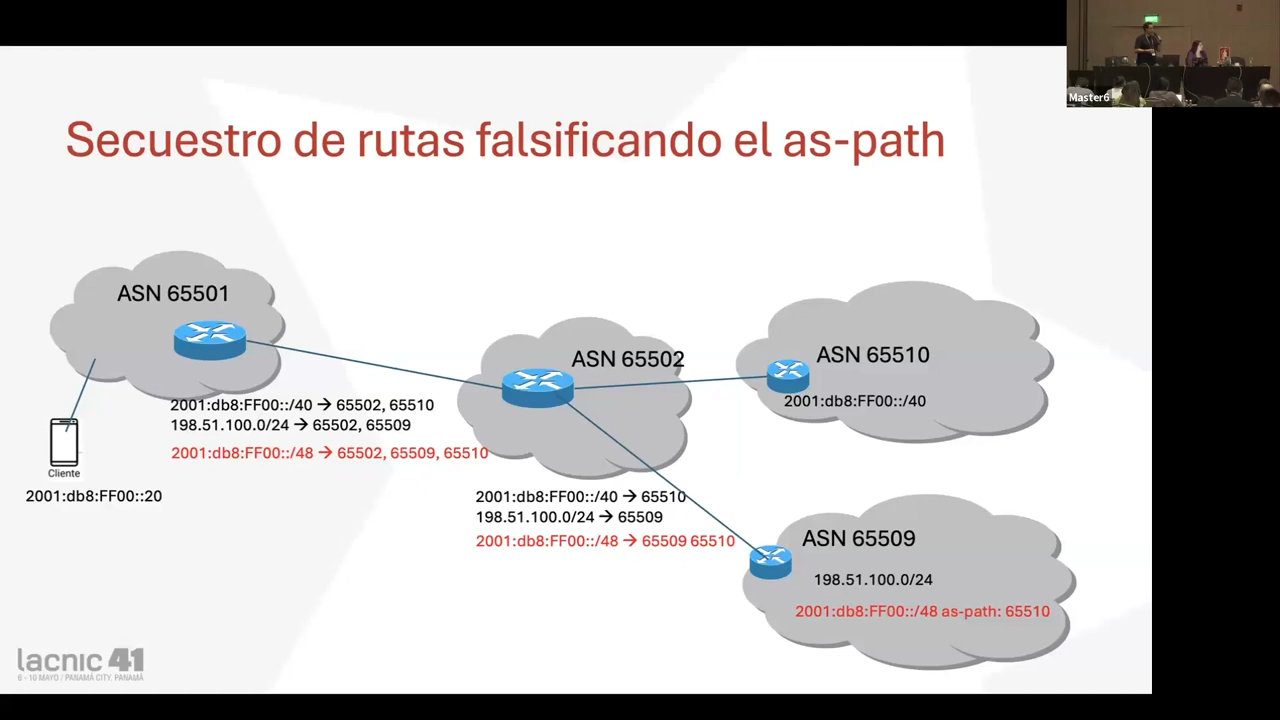 Master6
Secuestro de rutas falsificando el as-path
ASN 65501
2001:db8:FF00::/40 → 65502, 65510
198.51.100.0/24 → 65502, 65509
2001:db8:FF00::/48 → 65502, 65509, 65510
Cliente
2001:db8:FF00::20
ASN 65502
2001:db8:FF00::/40 → 65510
198.51.100.0/24 → 65509
2001:db8:FF00::/48 → 65509 65510
ASN 65510
2001:db8:FF00::/40
ASN 65509
198.51.100.0/24
2001:db8:FF00::/48 as-path: 65510
lacnic 41
6 - 10 MAYO / PANAMÁ CITY, PANAMÁ